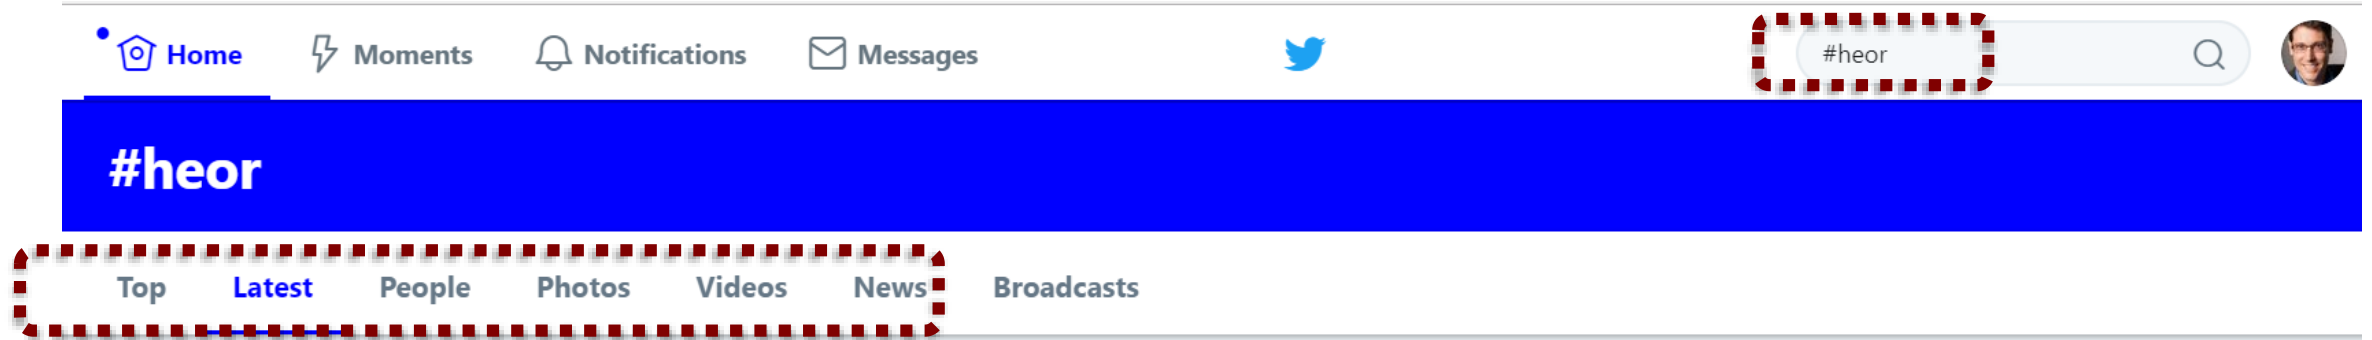 Home Moments Notifications Messages #heor
#heor
Top Latest People Photos Videos News Broadcasts